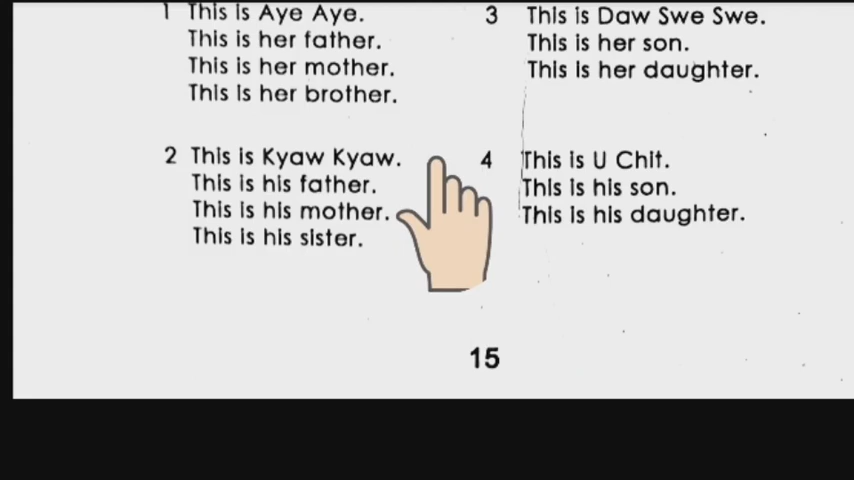 1 This is Aye Aye.
This is her father.
This is her mother.
This is her brother.
2 This is Kyaw Kyaw.
This is his father.
This is his mother.
This is his sister.
3 This is Daw Swe Swe.
This is her son.
This is her daughter.
4 This is U Chit.
This is his son.
This is his daughter.
15